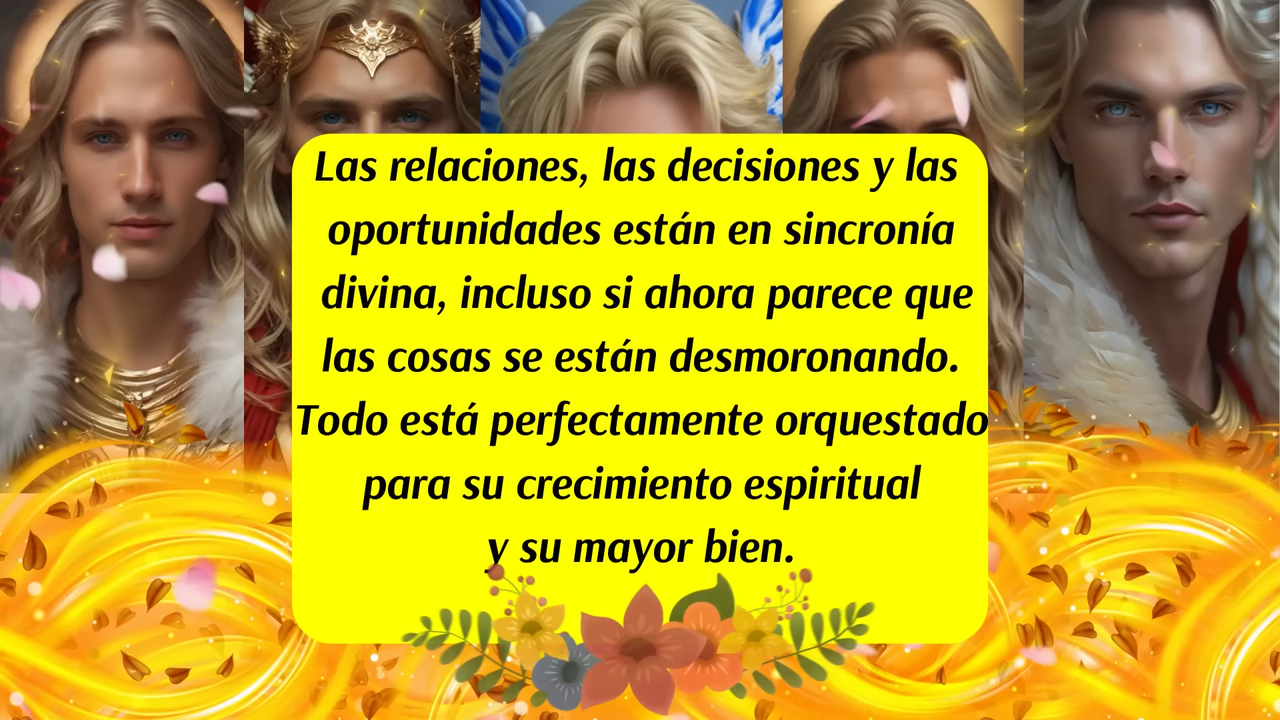 Las relaciones, las decisiones y las
oportunidades están en sincronía
divina, incluso si ahora parece que
las cosas se están desmoronando.
Todo está perfectamente orquestado
para su crecimiento espiritual
y su mayor bien.